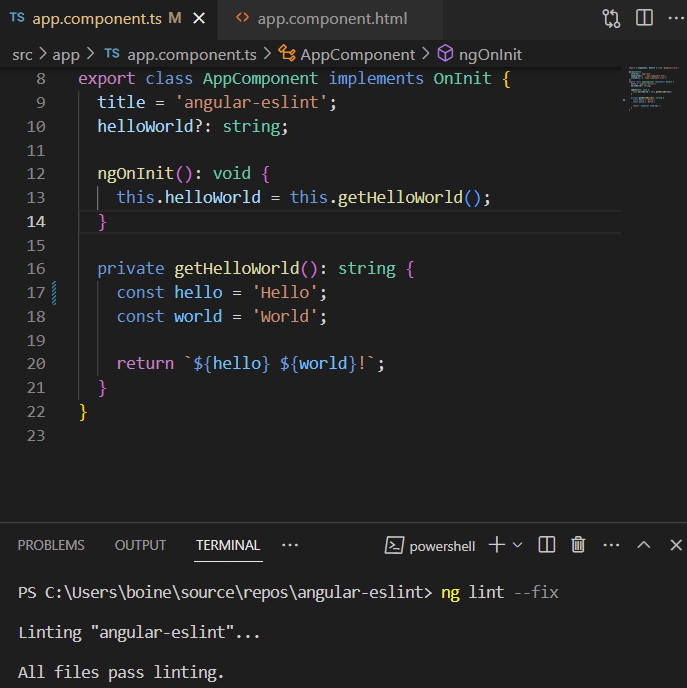 TS app.component.ts M × <> app.component.html ···
src > app > TS app.component.ts > AppComponent > ngOnInit
8 export class AppComponent implements OnInit {
9   title = 'angular-eslint';
10   helloWorld?: string;
11
12   ngOnInit(): void {
13     this.helloWorld = this.getHelloWorld();
14   }
15
16   private getHelloWorld(): string {
17     const hello = 'Hello';
18     const world = 'World';
19
20     return `${hello} ${world}!`;
21   }
22 }
23
PROBLEMS OUTPUT TERMINAL ··· powershell
PS C:\Users\boine\source\repos\angular-eslint> ng lint --fix
Linting "angular-eslint"...
All files pass linting.